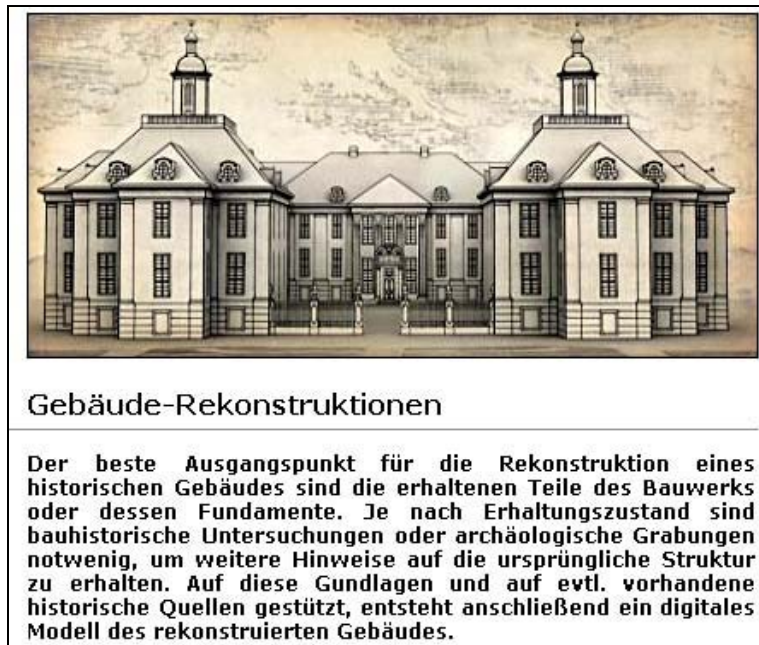 Gebäude-Rekonstruktionen
Der beste Ausgangspunkt für die Rekonstruktion eines
historischen Gebäudes sind die erhaltenen Teile des Bauwerks
oder dessen Fundamente. Je nach Erhaltungszustand sind
bauhistorische Untersuchungen oder archäologische Grabungen
notwenig, um weitere Hinweise auf die ursprüngliche Struktur
zu erhalten. Auf diese Gundlagen und auf evtl. vorhandene
historische Quellen gestützt, entsteht anschließend ein digitales
Modell des rekonstruierten Gebäudes.